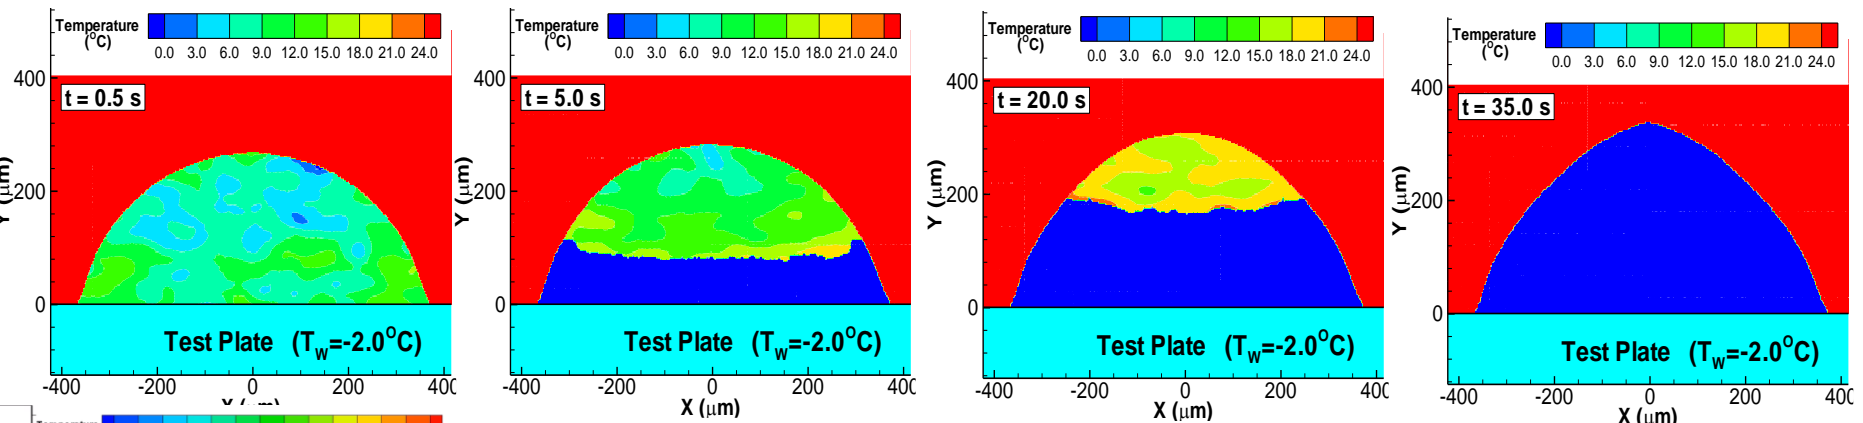 Temperature
(°C)
0.0 3.0 6.0 9.0 12.0 15.0 18.0 21.0 24.0
400
t = 0.5 s
Y (μm)
200
0
Test Plate (Tw=-2.0°C)
-400 -200 0 200 400
X (μm)
Temperature
(°C)
0.0 3.0 6.0 9.0 12.0 15.0 18.0 21.0 24.0
400
t = 5.0 s
Y (μm)
200
0
Test Plate (Tw=-2.0°C)
-400 -200 0 200 400
X (μm)
Temperature
(°C)
0.0 3.0 6.0 9.0 12.0 15.0 18.0 21.0 24.0
400
t = 20.0 s
Y (μm)
200
0
Test Plate (Tw=-2.0°C)
-400 -200 0 200 400
X (μm)
Temperature
(°C)
0.0 3.0 6.0 9.0 12.0 15.0 18.0 21.0 24.0
400
t = 35.0 s
Y (μm)
200
0
Test Plate (Tw=-2.0°C)
-400 -200 0 200 400
X (μm)
Temperature